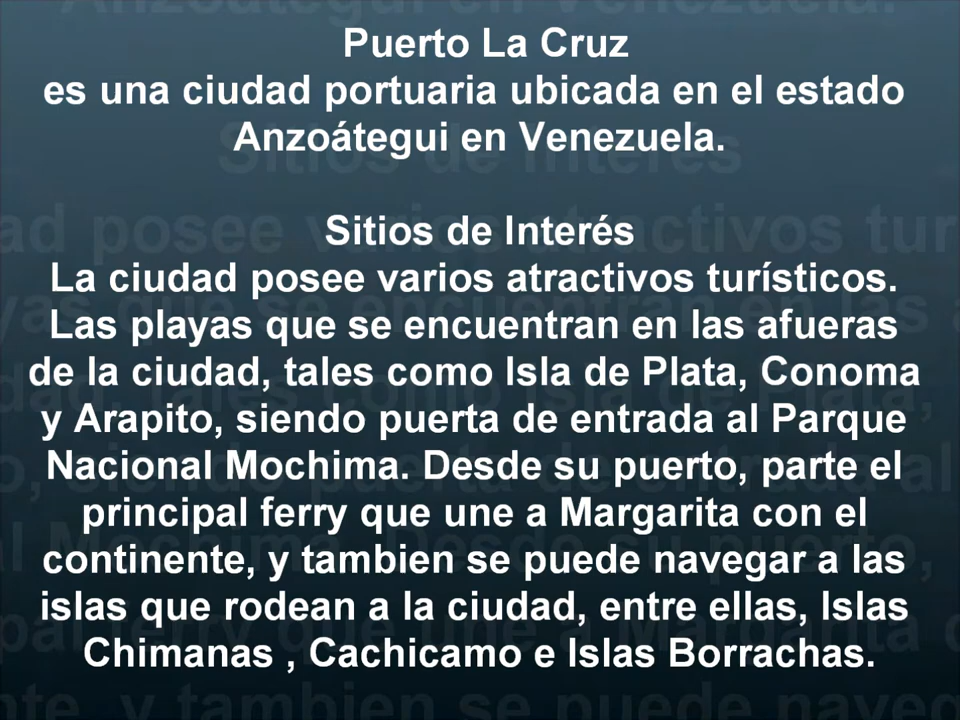 Puerto La Cruz
es una ciudad portuaria ubicada en el estado
Anzoátegui en Venezuela.
Sitios de Interés
La ciudad posee varios atractivos turísticos.
Las playas que se encuentran en las afueras
de la ciudad, tales como Isla de Plata, Conoma
y Arapito, siendo puerta de entrada al Parque
Nacional Mochima. Desde su puerto, parte el
principal ferry que une a Margarita con el
continente, y tambien se puede navegar a las
islas que rodean a la ciudad, entre ellas, Islas
Chimanas , Cachicamo e Islas Borrachas.